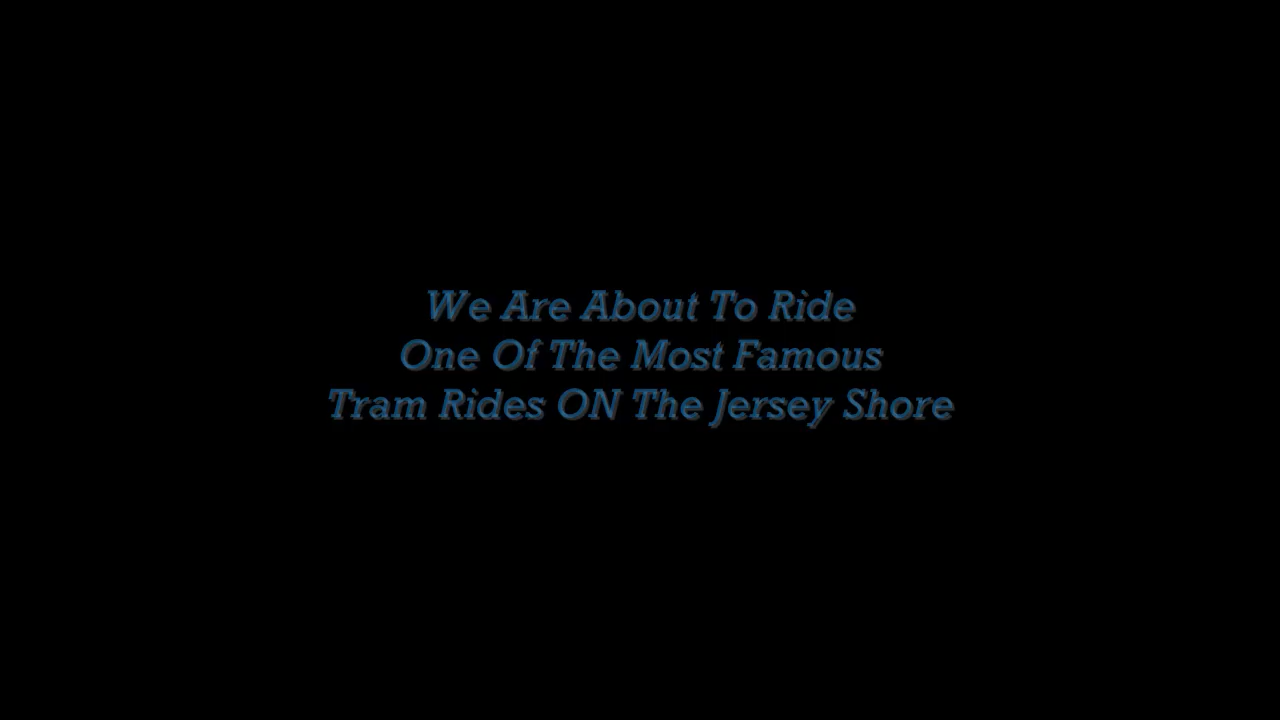 We Are About To Ride
One Of The Most Famous
Tram Rides ON The Jersey Shore